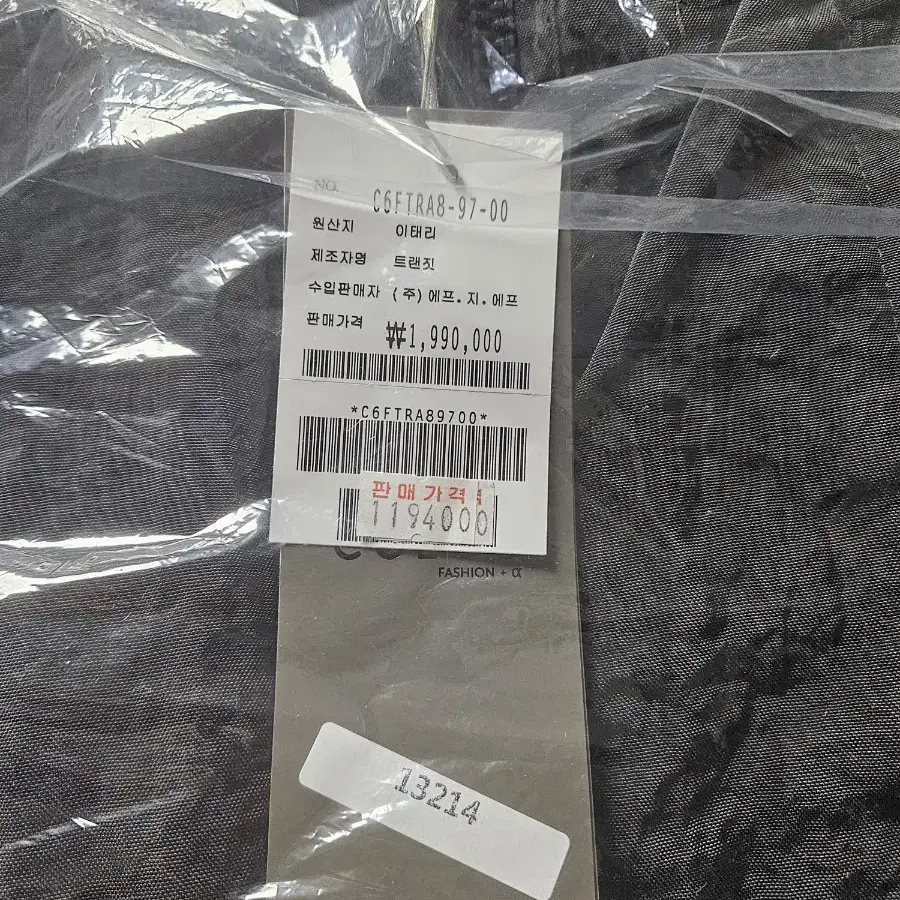 NO. C6FTRA8-97-00
원산지 이태리
제조자명 트랜짓
수입판매자 (주)에프.지.에프
판매가격 ₩1,990,000
*C6FTRA89700*
판매가격
1194000
FASHION + α
13214